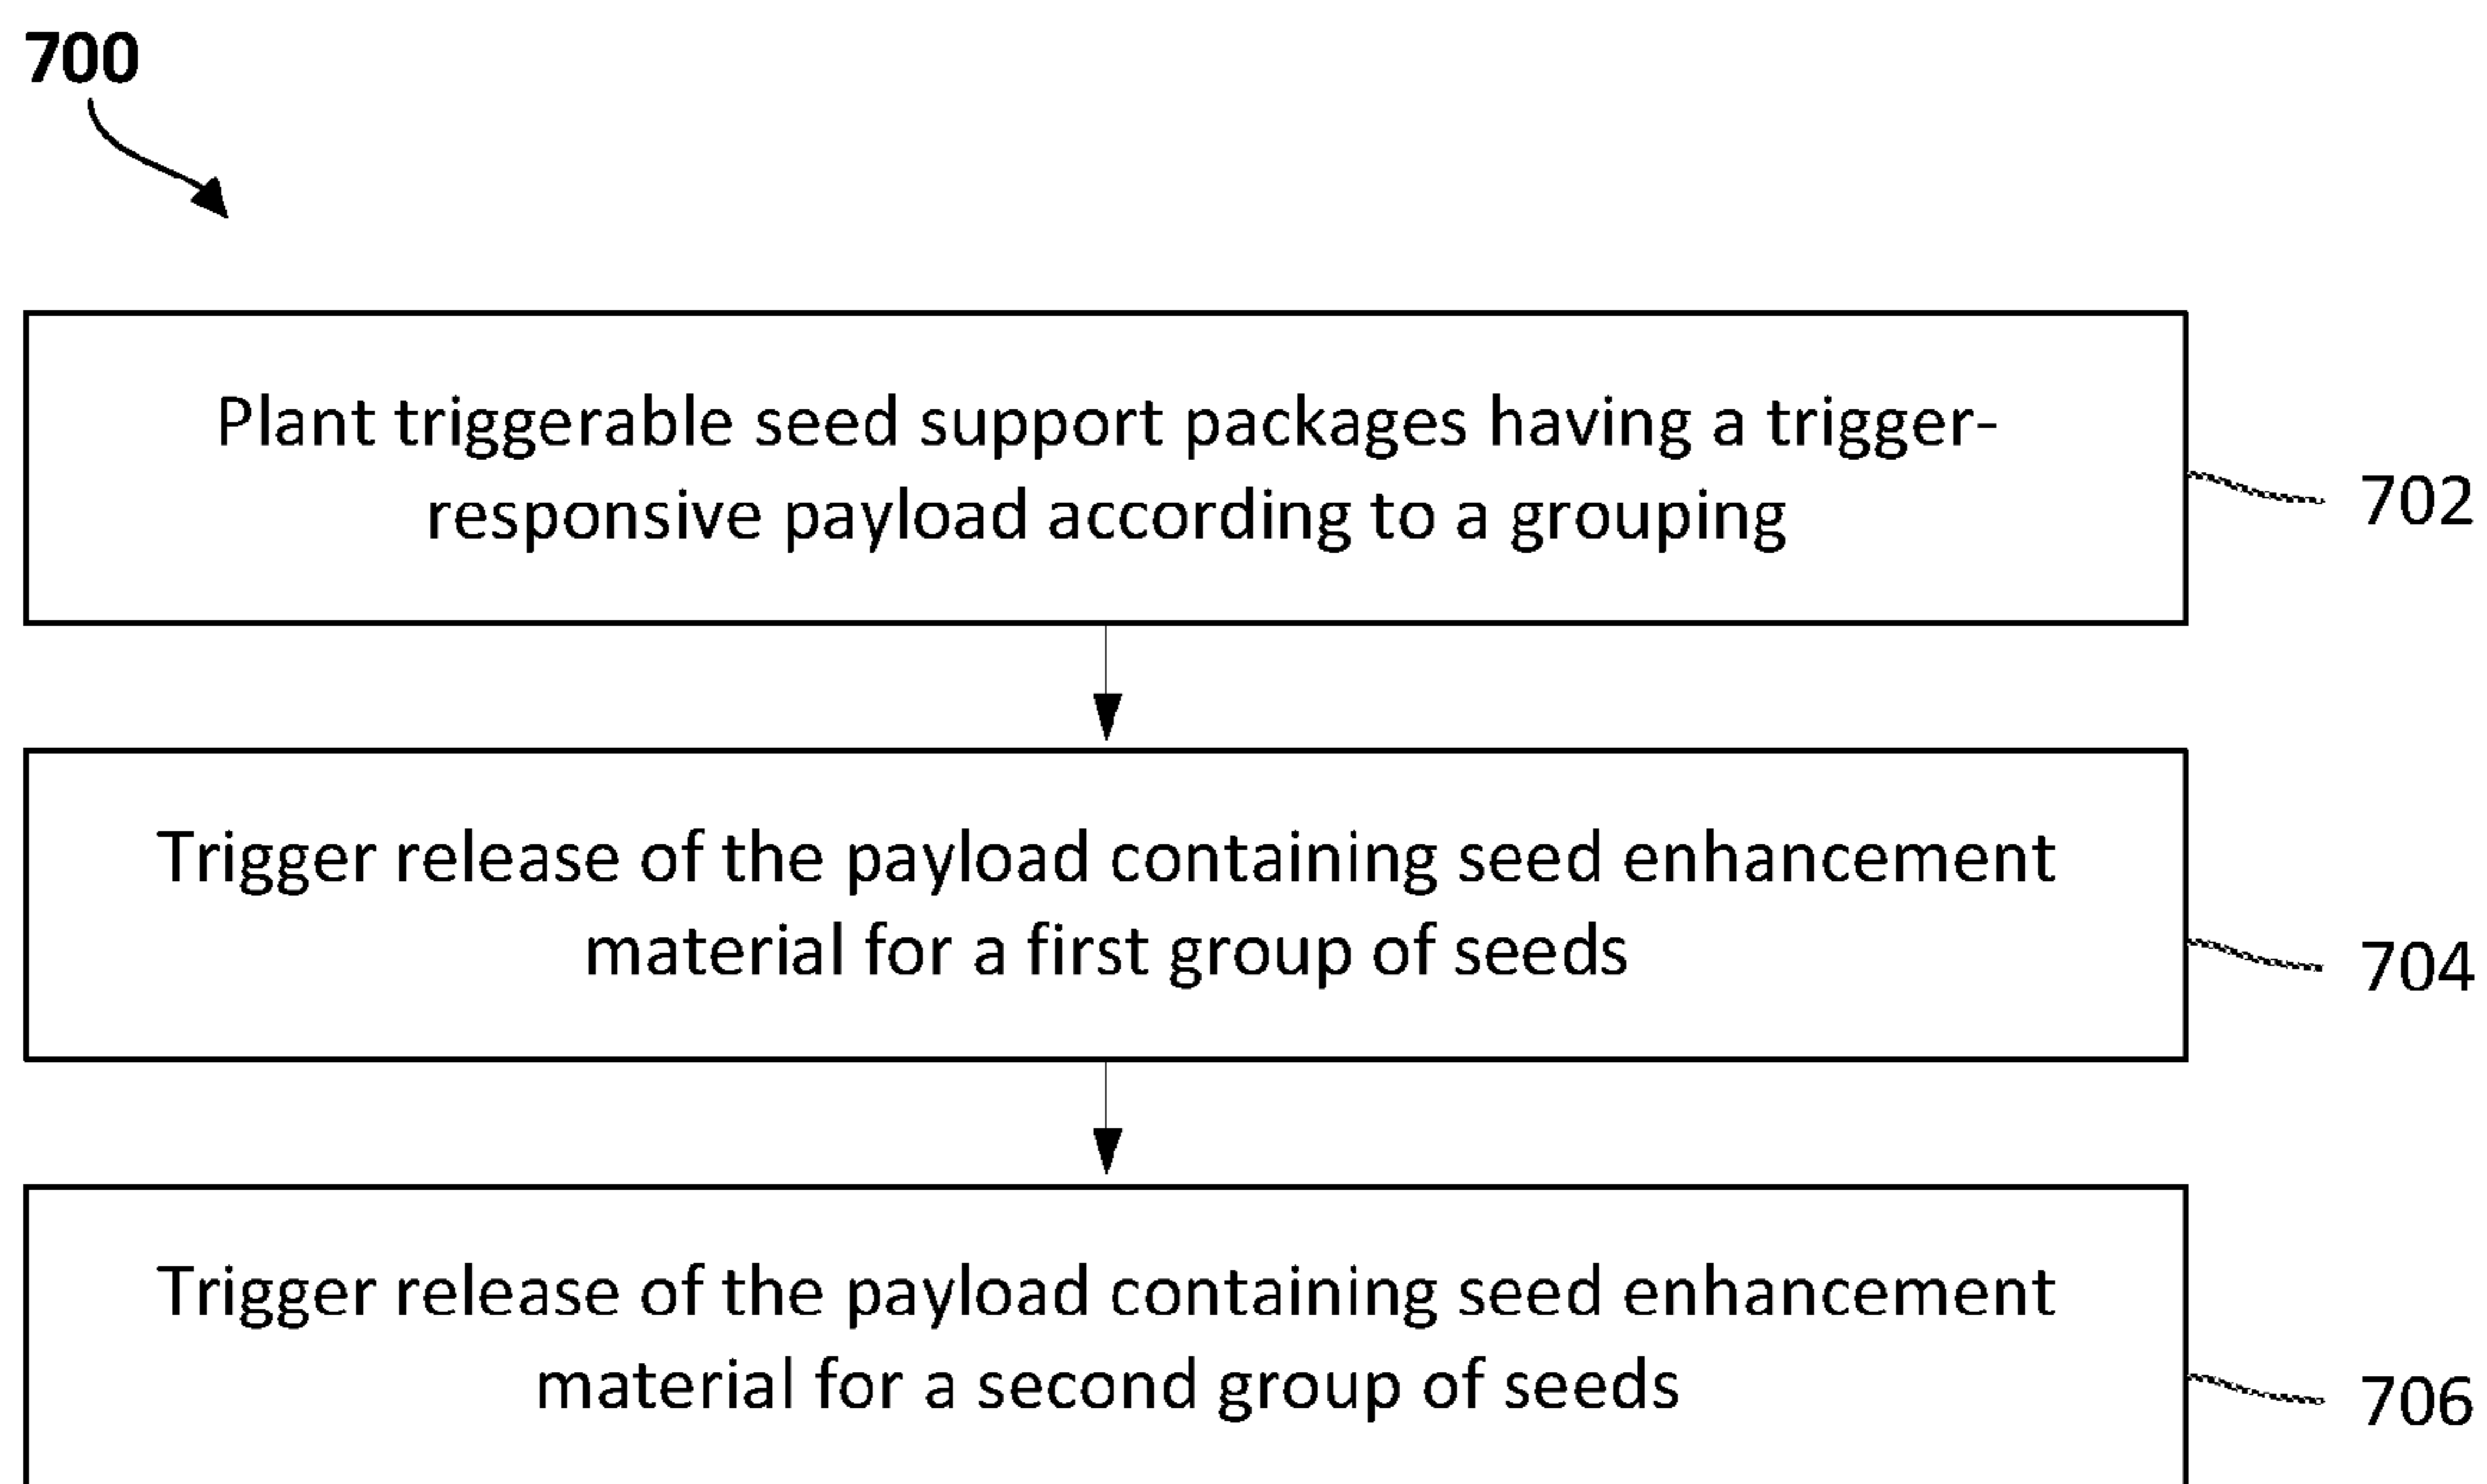 700
Plant triggerable seed support packages having a trigger-
responsive payload according to a grouping
702
Trigger release of the payload containing seed enhancement
material for a first group of seeds
704
Trigger release of the payload containing seed enhancement
material for a second group of seeds
706